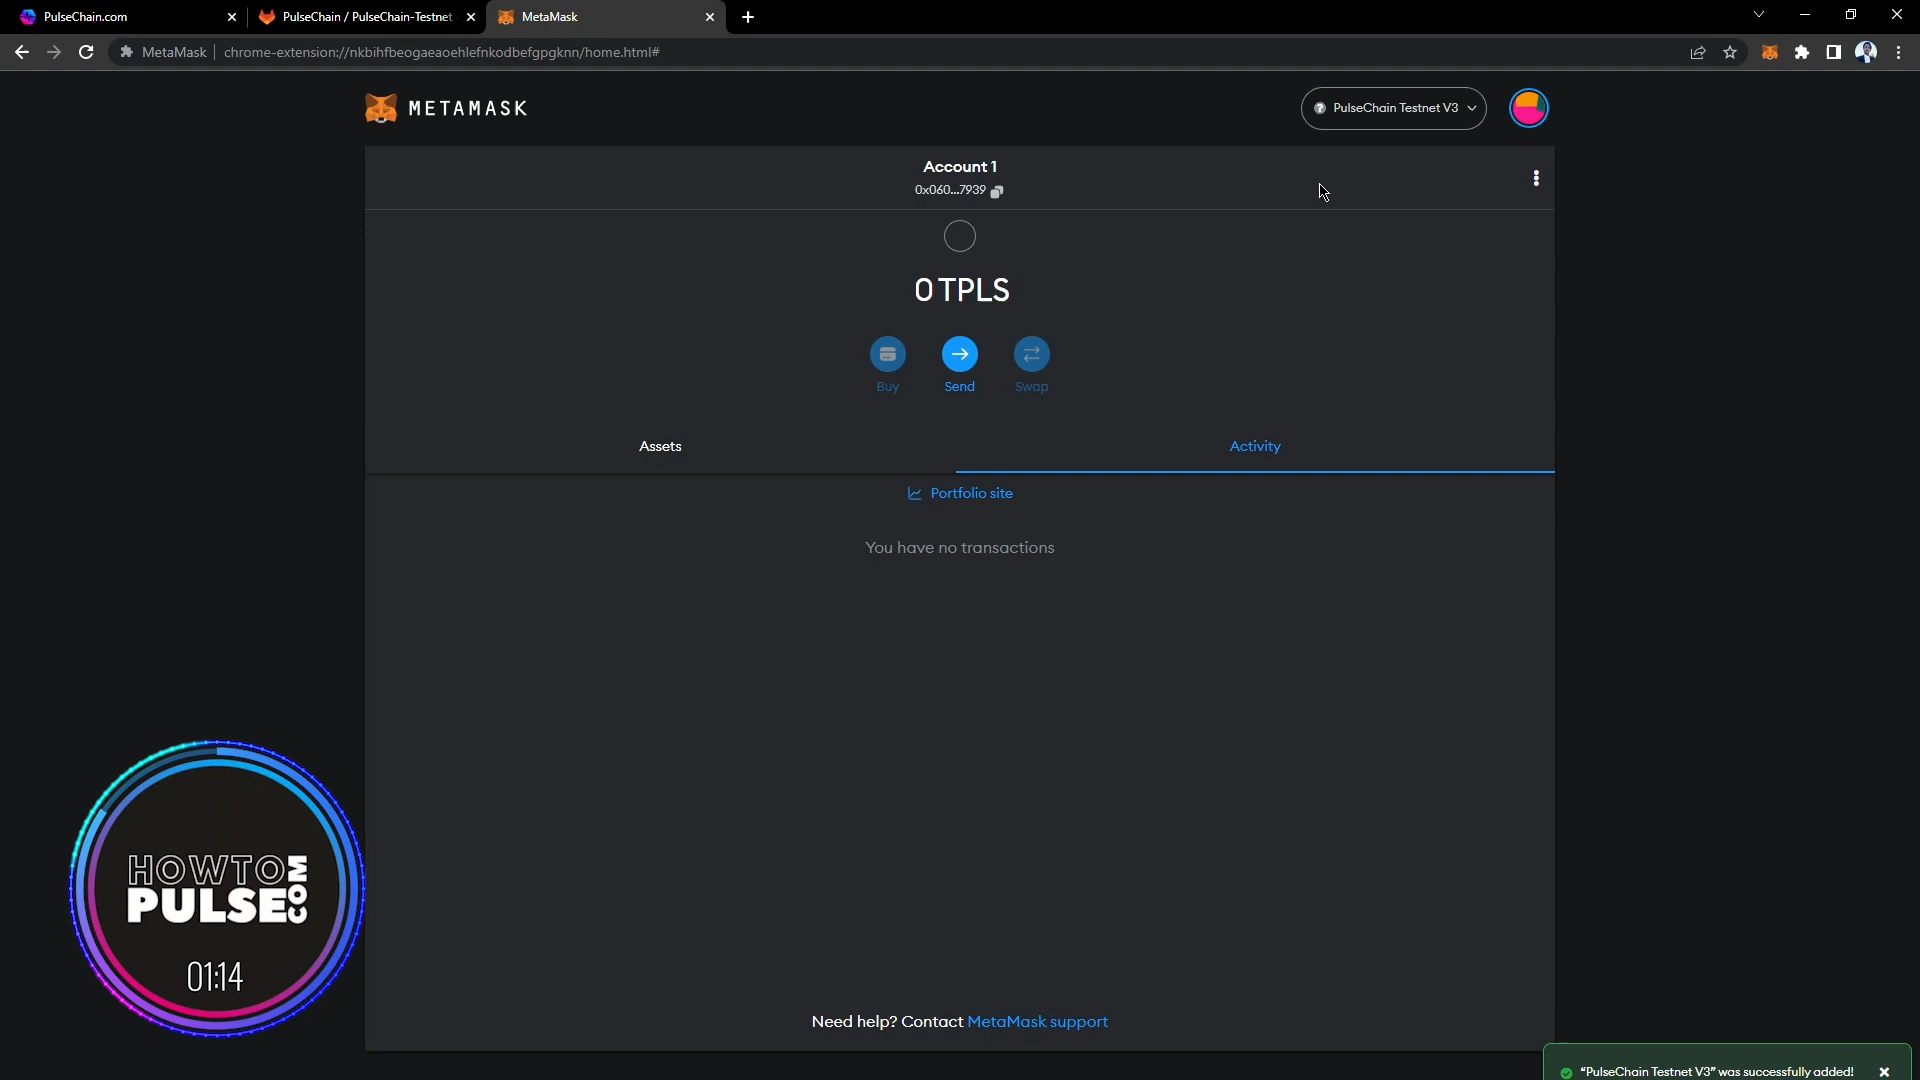 PulseChain.com
PulseChain / PulseChain-Testnet
MetaMask
MetaMask
chrome-extension://nkbihfbeogaeaoehlefnkodbefgpgknn/home.html#
METAMASK
PulseChain Testnet V3
Account 1
0x060...7939
0 TPLS
Buy
Send
Swap
Assets
Activity
Portfolio site
You have no transactions
HOWTO
PULSE
COM
01:14
Need help? Contact MetaMask support
"PulseChain Testnet V3" was successfully added!